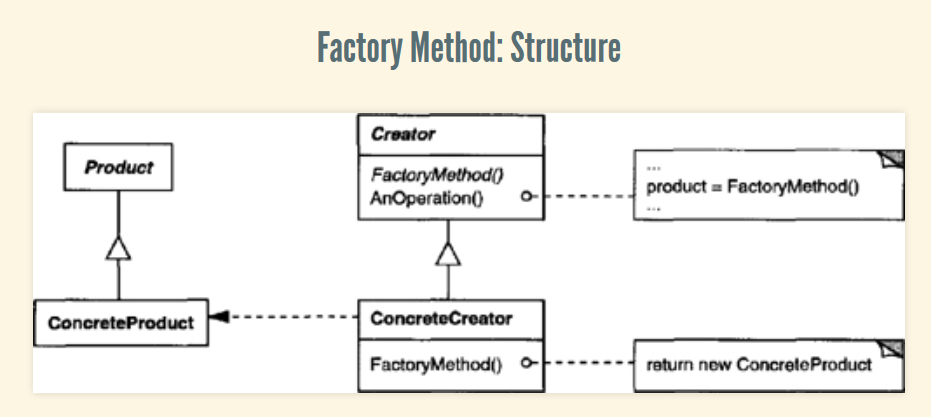 Factory Method: Structure
Product
ConcreteProduct
Creator
FactoryMethod()
AnOperation()
ConcreteCreator
FactoryMethod()
...
product = FactoryMethod()
...
return new ConcreteProduct